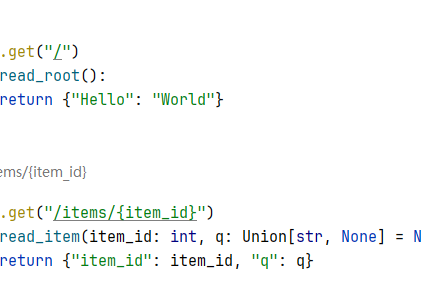 .get("/")
read_root():
return {"Hello": "World"}
ems/{item_id}
.get("/items/{item_id}")
read_item(item_id: int, q: Union[str, None] = N
return {"item_id": item_id, "q": q}